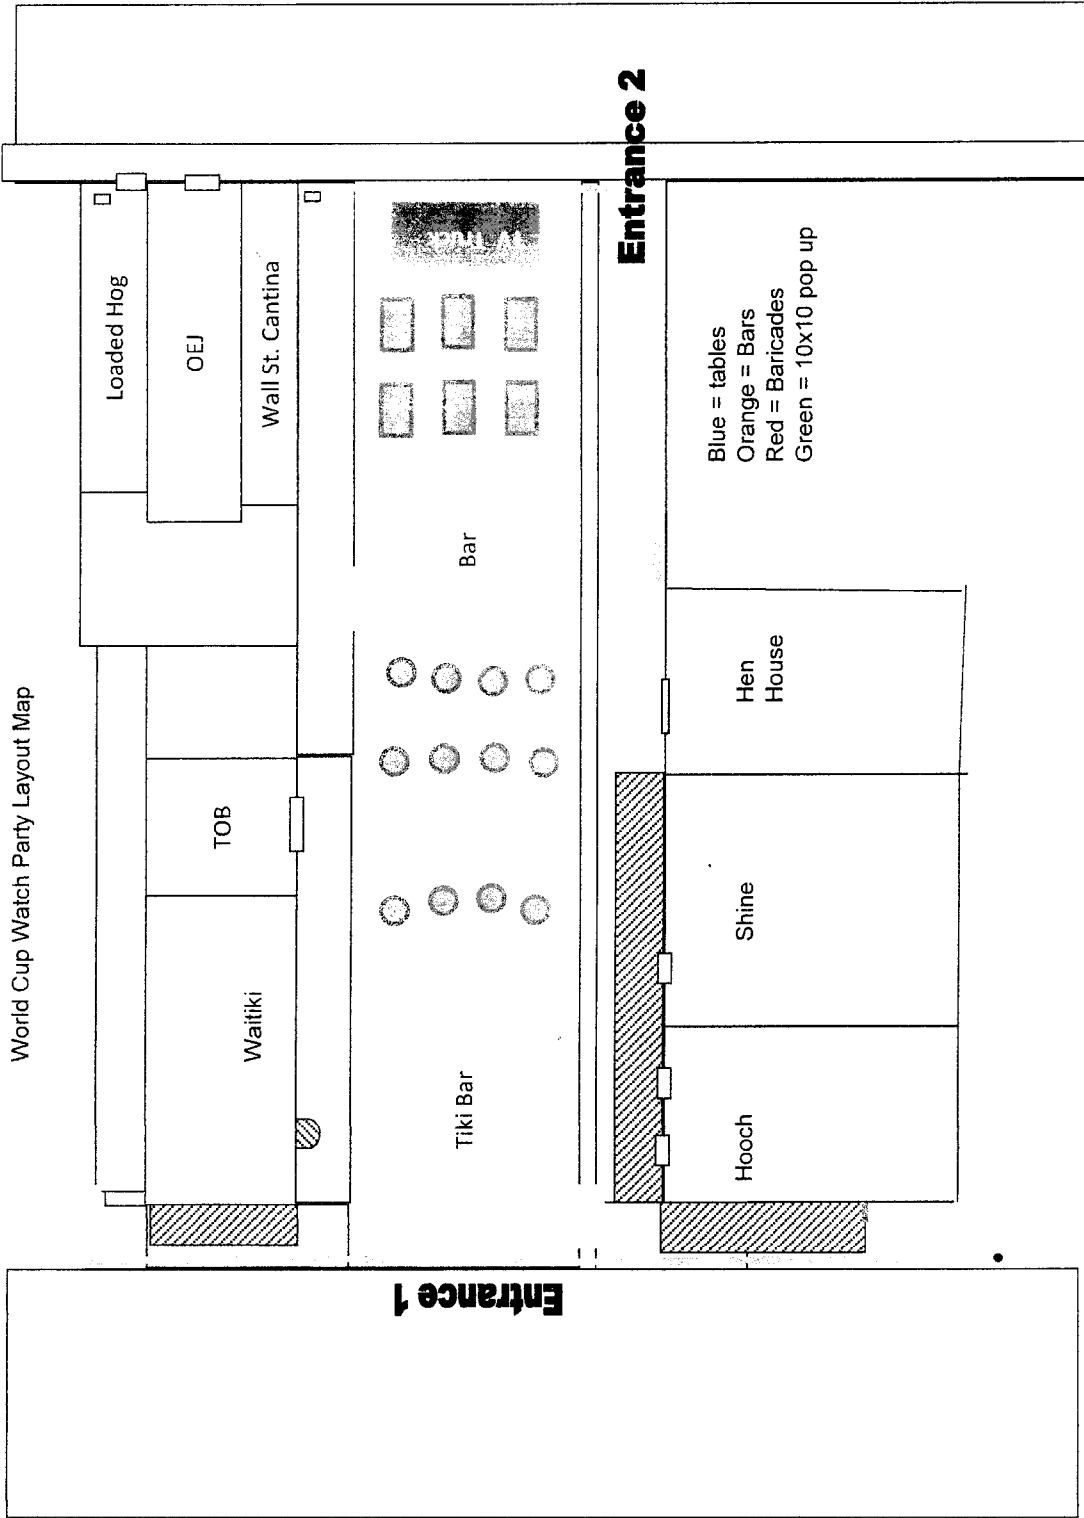 World Cup Watch Party Layout Map
Loaded Hog
OEJ
Wall St. Cantina
TOB
Waitiki
Tiki Bar
Bar
Entrance 1
Entrance 2
Hooch
Shine
Hen
House
Blue = tables
Orange = Bars
Red = Baricades
Green = 10x10 pop up